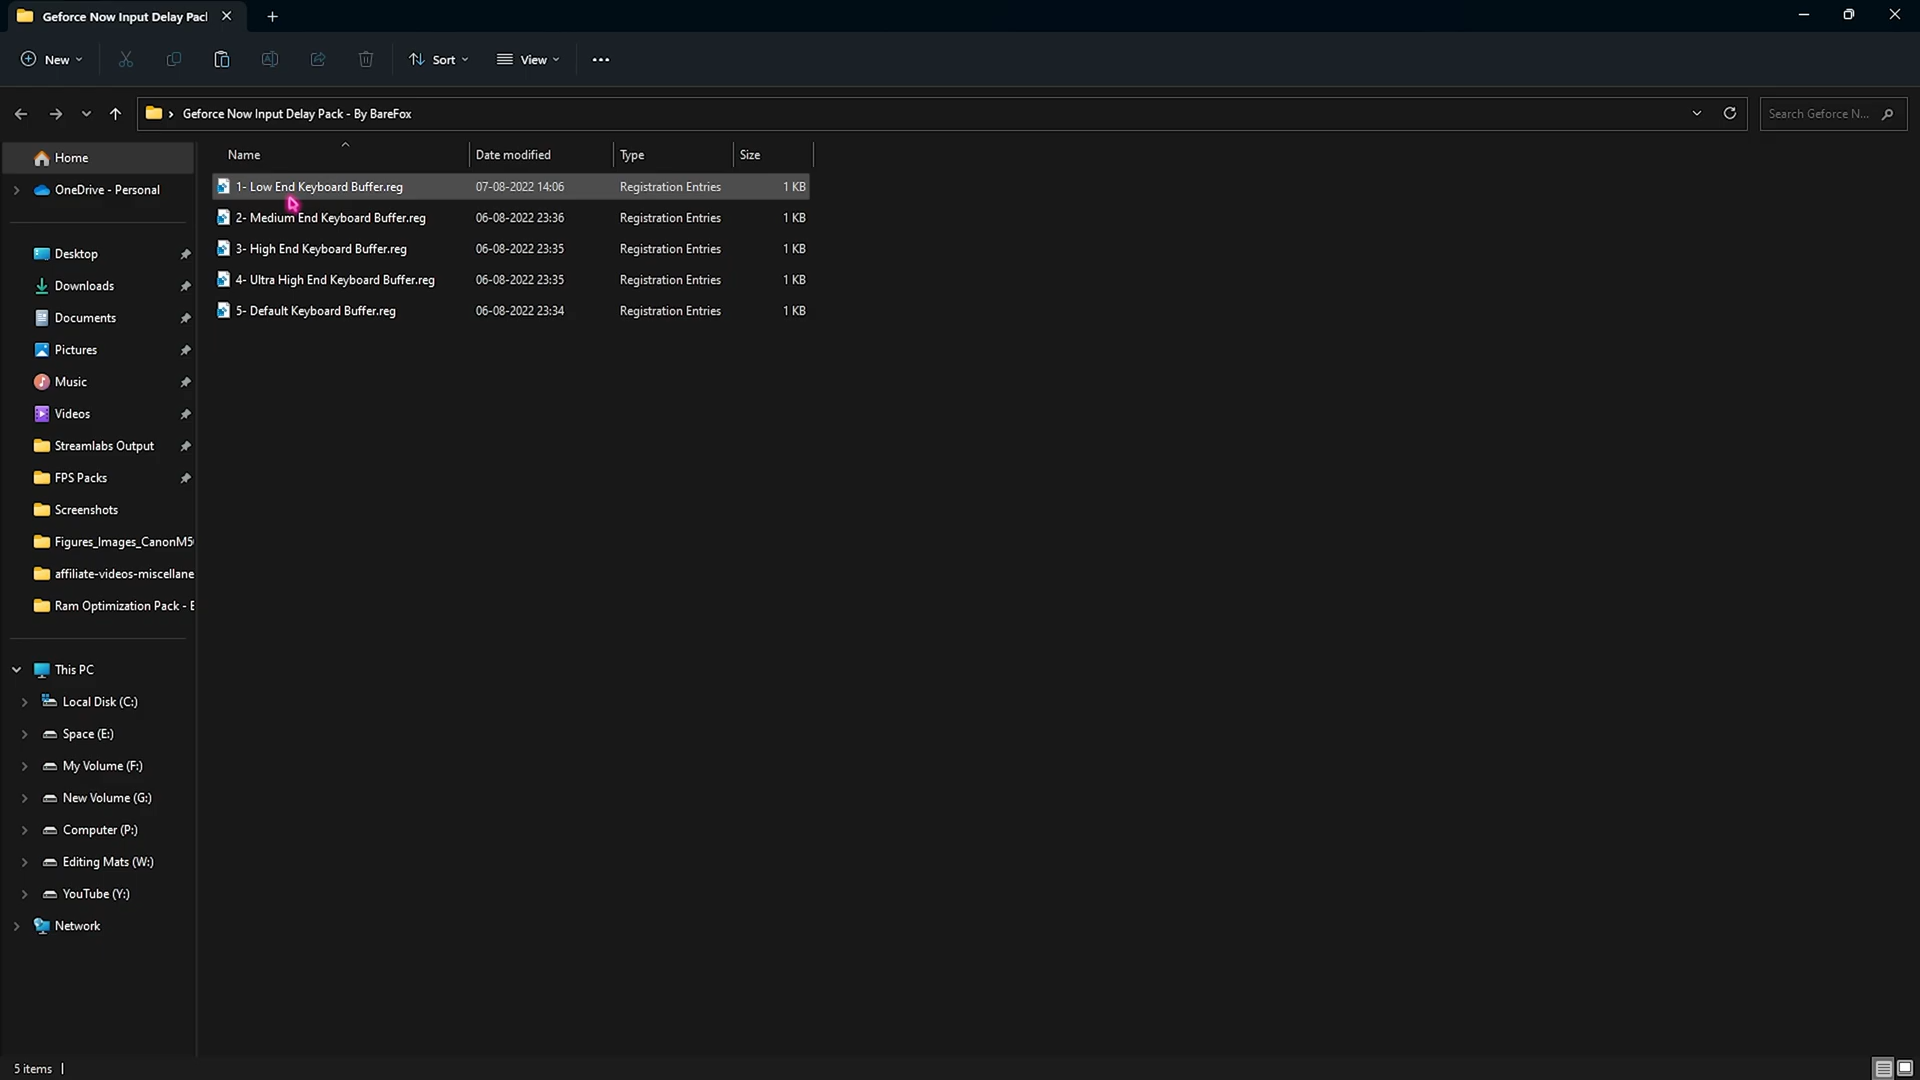 Geforce Now Input Delay Pac
New
Sort
View
Geforce Now Input Delay Pack - By BareFox
Search Geforce N...
Name Date modified Type Size
1- Low End Keyboard Buffer.reg 07-08-2022 14:06 Registration Entries 1 KB
2- Medium End Keyboard Buffer.reg 06-08-2022 23:36 Registration Entries 1 KB
3- High End Keyboard Buffer.reg 06-08-2022 23:35 Registration Entries 1 KB
4- Ultra High End Keyboard Buffer.reg 06-08-2022 23:35 Registration Entries 1 KB
5- Default Keyboard Buffer.reg 06-08-2022 23:34 Registration Entries 1 KB
Home
OneDrive - Personal
Desktop
Downloads
Documents
Pictures
Music
Videos
Streamlabs Output
FPS Packs
Screenshots
Figures_Images_CanonM5
affiliate-videos-miscellane
Ram Optimization Pack -
This PC
Local Disk (C:)
Space (E:)
My Volume (F:)
New Volume (G:)
Computer (P:)
Editing Mats (W:)
YouTube (Y:)
Network
5 items